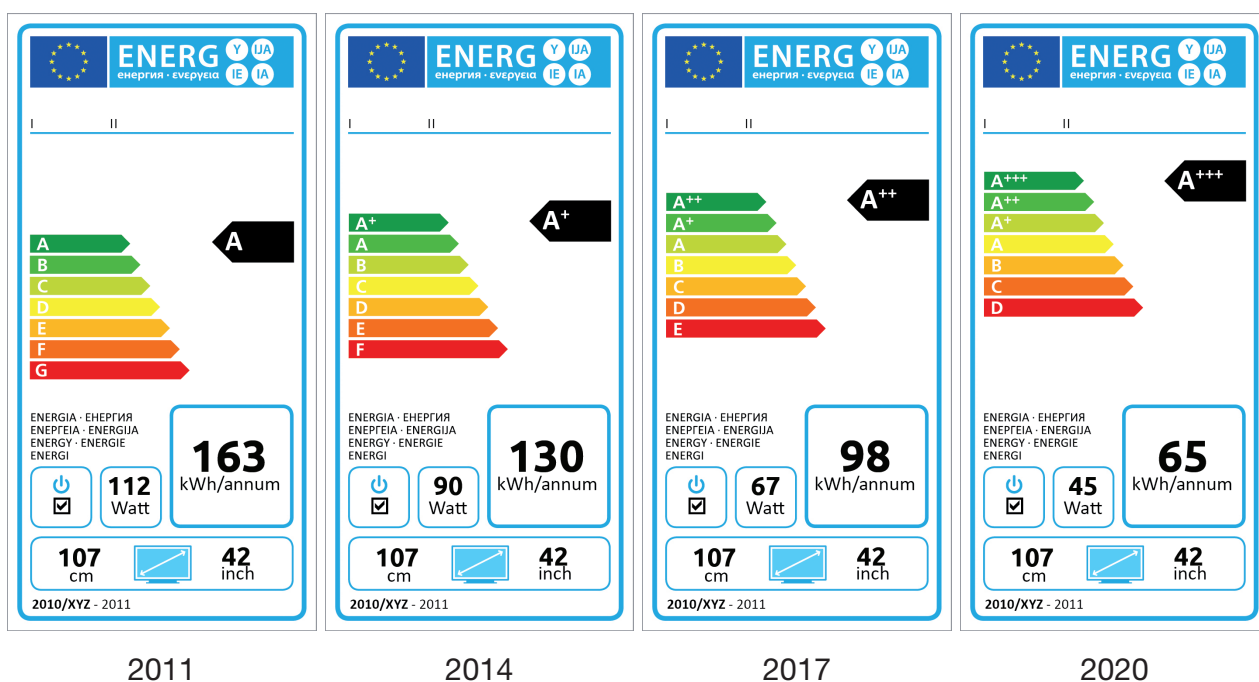 ENERG Y IJA IE IA
енергия · ενεργεια
I II
A
A
B
C
D
E
F
G
ENERGIA · ЕНЕРГИЯ
ΕΝΕΡΓΕΙΑ · ENERGIJA
ENERGY · ENERGIE
ENERGI
163
kWh/annum
112
Watt
107
cm
42
inch
2010/XYZ - 2011
2011
ENERG Y IJA IE IA
енергия · ενεργεια
I II
A+
A+
A
B
C
D
E
F
ENERGIA · ЕНЕРГИЯ
ΕΝΕΡΓΕΙΑ · ENERGIJA
ENERGY · ENERGIE
ENERGI
130
kWh/annum
90
Watt
107
cm
42
inch
2010/XYZ - 2011
2014
ENERG Y IJA IE IA
енергия · ενεργεια
I II
A++
A++
A+
A
B
C
D
E
ENERGIA · ЕНЕРГИЯ
ΕΝΕΡΓΕΙΑ · ENERGIJA
ENERGY · ENERGIE
ENERGI
98
kWh/annum
67
Watt
107
cm
42
inch
2010/XYZ - 2011
2017
ENERG Y IJA IE IA
енергия · ενεργεια
I II
A+++
A+++
A++
A+
A
B
C
D
ENERGIA · ЕНЕРГИЯ
ΕΝΕΡΓΕΙΑ · ENERGIJA
ENERGY · ENERGIE
ENERGI
65
kWh/annum
45
Watt
107
cm
42
inch
2010/XYZ - 2011
2020